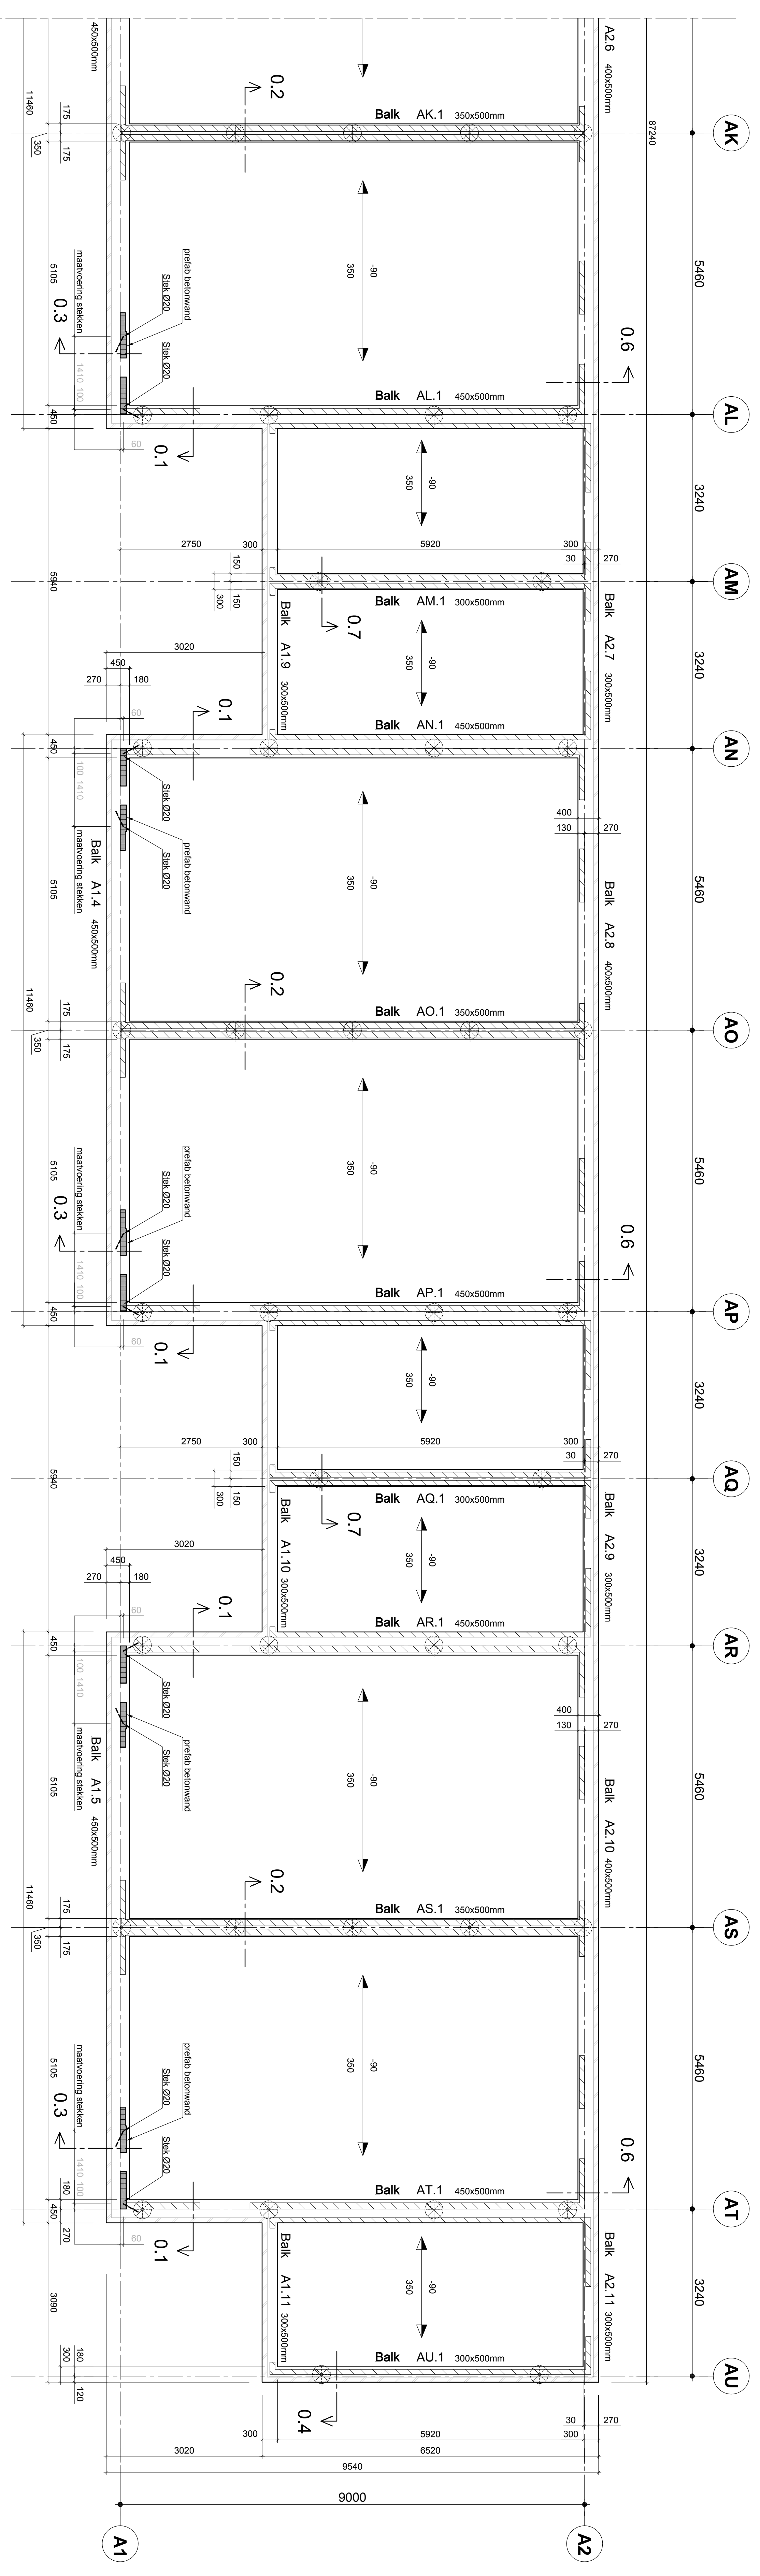 AK
AL
AM
AN
AO
AP
AQ
AR
AS
AT
AU
5460
3240
3240
5460
5460
3240
3240
5460
5460
3240
87240
A2.6 400x500mm
Balk A2.7 300x500mm
Balk A2.8 400x500mm
Balk A2.9 300x500mm
Balk A2.10 400x500mm
Balk A2.11 300x500mm
0.6
0.6
0.6
270
30
300
400
130
270
270
30
300
400
130
270
Balk AK.1 350x500mm
Balk AL.1 450x500mm
Balk AM.1 300x500mm
Balk AN.1 450x500mm
Balk AO.1 350x500mm
Balk AP.1 450x500mm
Balk AQ.1 300x500mm
Balk AR.1 450x500mm
Balk AS.1 350x500mm
Balk AT.1 450x500mm
Balk AU.1 300x500mm
-90
350
-90
350
-90
350
-90
350
-90
350
-90
350
-90
350
-90
350
-90
350
-90
350
5920
300
2750
150
150
300
0.7
5920
300
2750
150
150
300
0.7
Balk A1.9 300x500mm
Balk A1.10 300x500mm
Balk A1.11 300x500mm
0.2
0.2
0.2
0.1
0.1
0.1
0.1
0.1
0.4
prefab betonwand
Stek Ø20
Stek Ø20
prefab betonwand
Stek Ø20
Stek Ø20
prefab betonwand
Stek Ø20
Stek Ø20
prefab betonwand
Stek Ø20
Stek Ø20
prefab betonwand
Stek Ø20
Stek Ø20
3020
450
270
180
60
3020
450
270
180
60
60
60
60
450x500mm
Balk A1.4 450x500mm
Balk A1.5 450x500mm
maatvoering stekken
1410 100
100 1410
maatvoering stekken
maatvoering stekken
1410 100
100 1410
maatvoering stekken
maatvoering stekken
1410 100
0.3
0.3
0.3
175
175
350
5105
450
5940
450
5105
175
175
350
5105
450
5940
450
5105
175
175
350
5105
180
450
270
3090
180
300
120
11460
11460
11460
30
270
300
5920
300
3020
6520
9540
9000
A1
A2